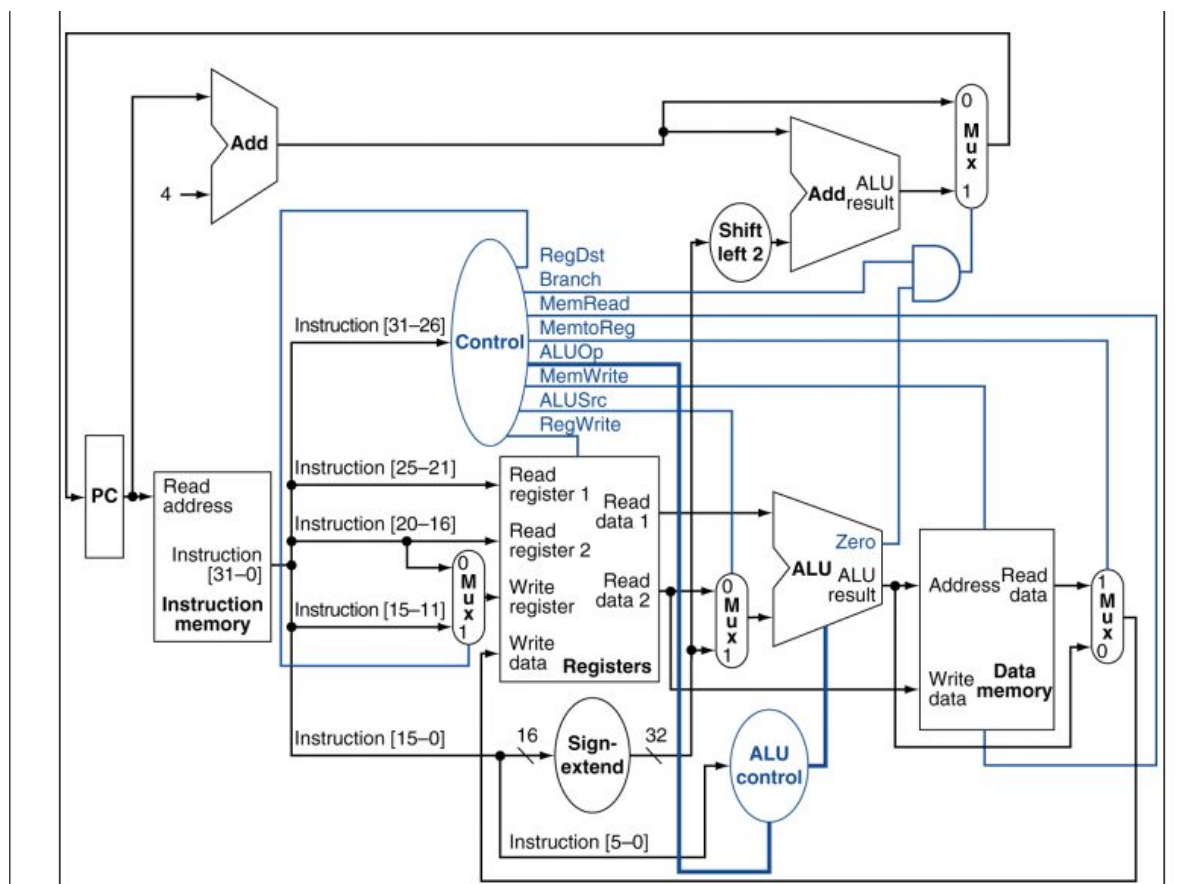 0
M
u
x
1
Add
4
Add
ALU
result
Shift
left 2
RegDst
Branch
MemRead
MemtoReg
ALUOp
MemWrite
ALUSrc
RegWrite
Control
Instruction [31–26]
Instruction [25–21]
Instruction [20–16]
Instruction [15–11]
Instruction [15–0]
Instruction [5–0]
PC
Read
address
Instruction
[31–0]
Instruction
memory
0
M
u
x
1
Read
register 1
Read
register 2
Write
register
Write
data
Read
data 1
Read
data 2
Registers
0
M
u
x
1
Zero
ALU
ALU
result
Address
Read
data
Write
data
Data
memory
1
M
u
x
0
16
Sign-
extend
32
ALU
control